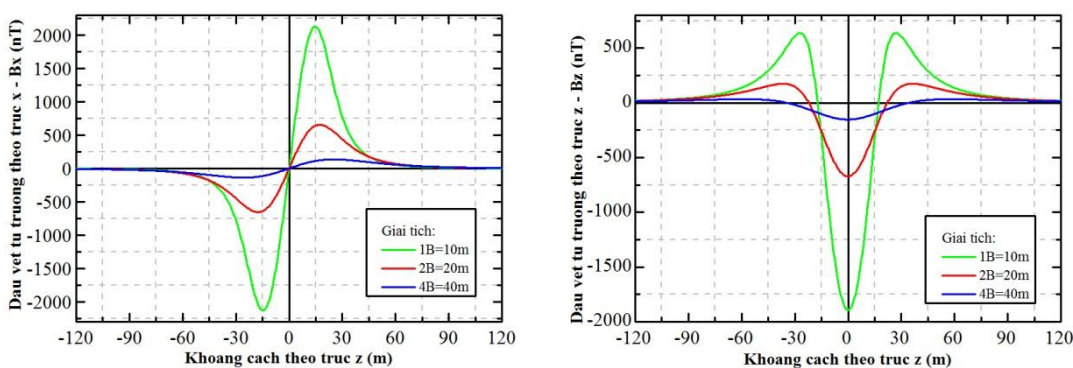 Dau vet tu truong theo truc x - Bx (nT)
2000
1500
1000
500
0
-500
-1000
-1500
-2000
Giai tich:
1B=10m
2B=20m
4B=40m
-120 -90 -60 -30 0 30 60 90 120
Khoang cach theo truc z (m)
Dau vet tu truong theo truc z - Bz (nT)
500
0
-500
-1000
-1500
-2000
Giai tich:
1B=10m
2B=20m
4B=40m
-120 -90 -60 -30 0 30 60 90 120
Khoang cach theo truc z (m)